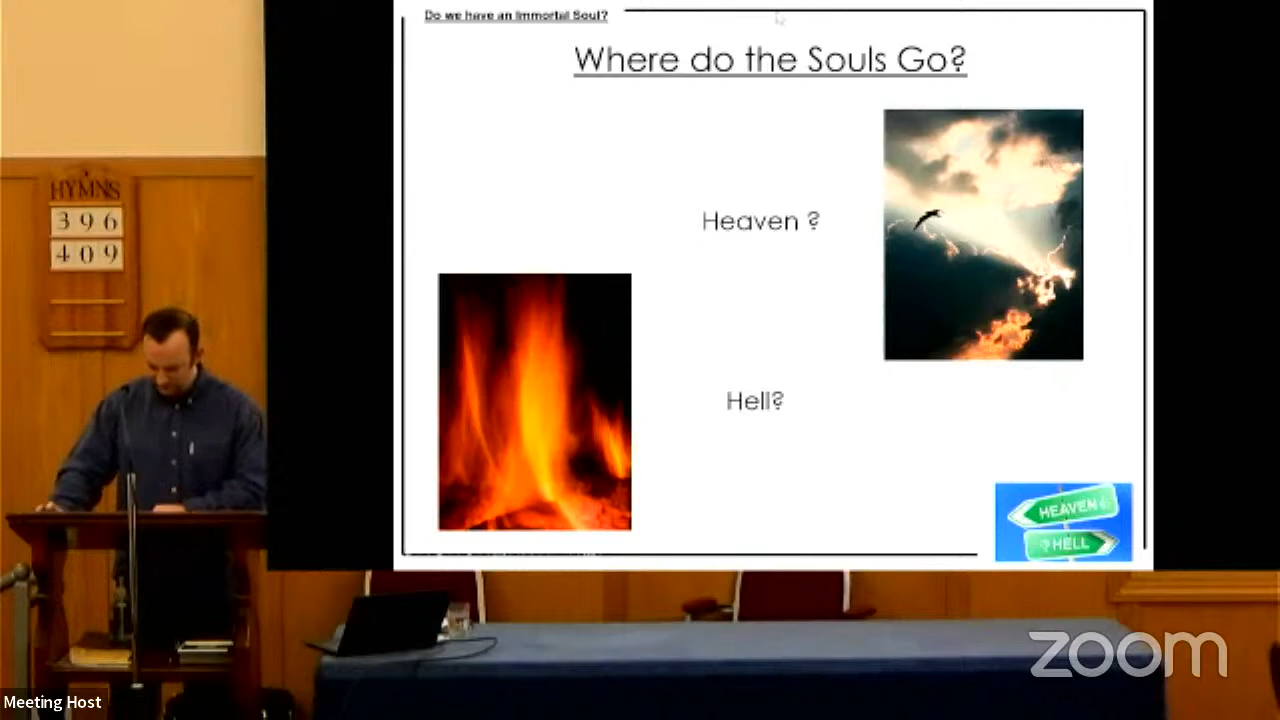 Do we have an Immortal Soul?
Where do the Souls Go?
HYMNS
396
409
Heaven ?
Hell?
HEAVEN
? HELL
zoom
Meeting Host